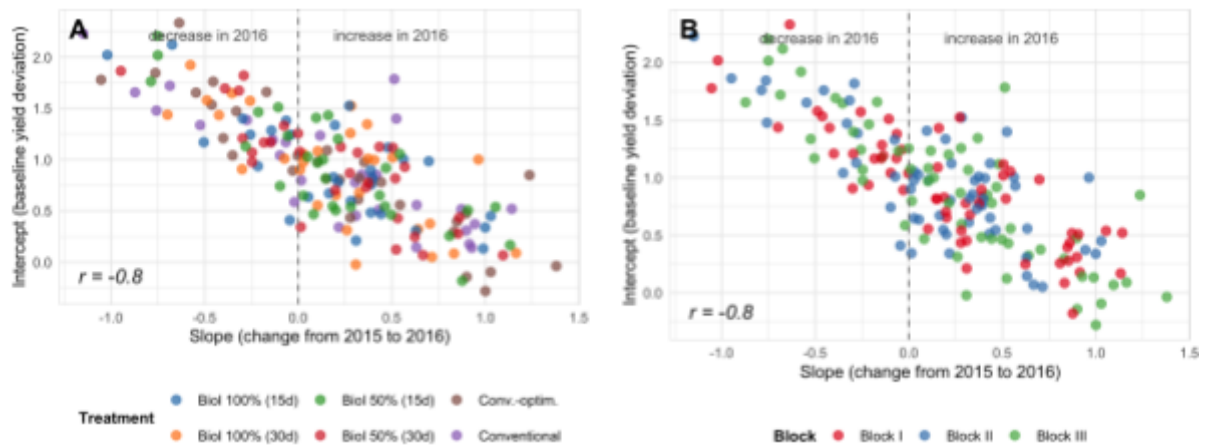 A
decrease in 2016
increase in 2016
2.0
1.5
1.0
0.5
0.0
Intercept (baseline yield deviation)
r = -0.8
-1.0
-0.5
0.0
0.5
1.0
1.5
Slope (change from 2015 to 2016)
Treatment
Biol 100% (15d)
Biol 50% (15d)
Conv.-optim.
Biol 100% (30d)
Biol 50% (30d)
Conventional
B
decrease in 2016
increase in 2016
2.0
1.5
1.0
0.5
0.0
Intercept (baseline yield deviation)
r = -0.8
-1.0
-0.5
0.0
0.5
1.0
1.5
Slope (change from 2015 to 2016)
Block
Block I
Block II
Block III